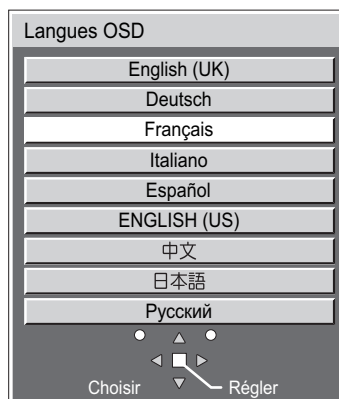 Langues OSD
English (UK)
Deutsch
Français
Italiano
Español
ENGLISH (US)
中文
日本語
Русский
Choisir Régler